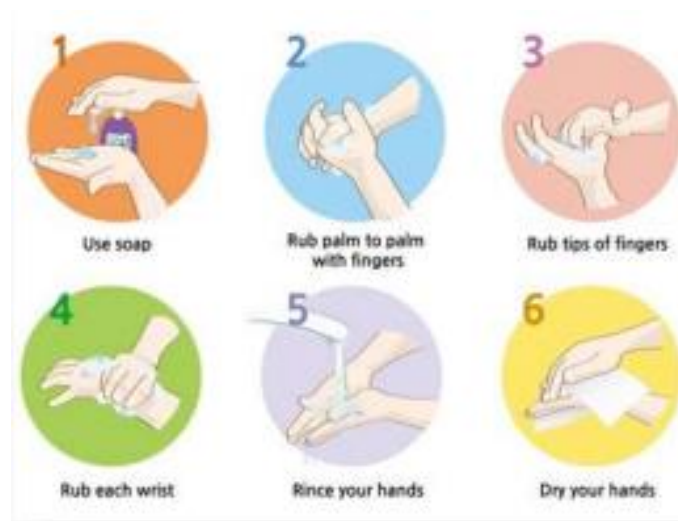 1
2
3
Use soap
Rub palm to palm
with fingers
Rub tips of fingers
4
5
6
Rub each wrist
Rince your hands
Dry your hands